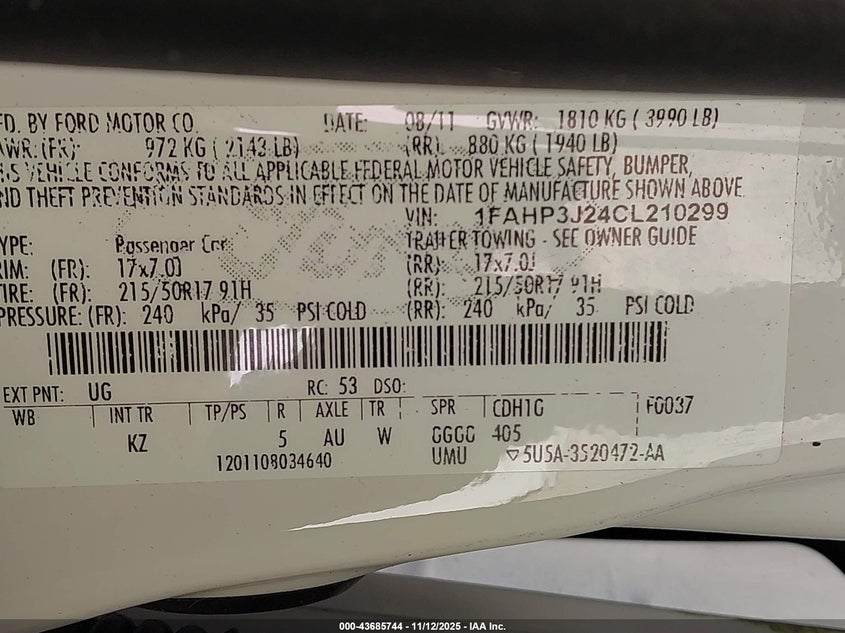 FD. BY FORD MOTOR CO. DATE: 08/11 GVWR: 1810 KG ( 3990 LB)
AWR: (FR): 972 KG ( 2143 LB) (RR): 880 KG ( 1940 LB)
VEHICLE CONFORMS TO ALL APPLICABLE FEDERAL MOTOR VEHICLE SAFETY, BUMPER,
ND THEFT PREVENTION STANDARDS IN EFFECT ON THE DATE OF MANUFACTURE SHOWN ABOVE.
VIN: 1FAHP3J24CL210299
YPE: Passenger Car TRAILER TOWING - SEE OWNER GUIDE
RIM: (FR): 17x7.0J (RR): 17x7.0J
TIRE: (FR): 215/50R17 91H (RR): 215/50R17 91H
PRESSURE: (FR): 240 kPa/ 35 PSI COLD (RR): 240 kPa/ 35 PSI COLD
EXT PNT: UG RC: 53 DSO:
WB INT TR TP/PS R AXLE TR SPR CDH1G F0037
KZ 5 AU W GGGG 405
1201108034640 UMU ▽5U5A-3520472-AA
000-43685744 - 11/12/2025 - IAA Inc.